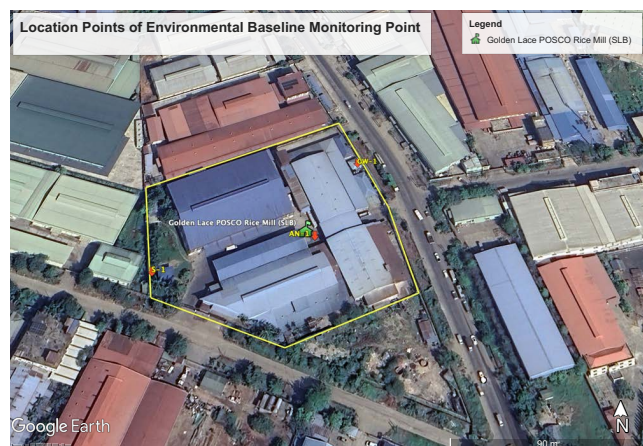 Location Points of Environmental Baseline Monitoring Point
Legend
Golden Lace POSCO Rice Mill (SLB)
GW-1
Golden Lace POSCO Rice Mill (SLB)
AN-1
S-1
Google Earth
N
90 m